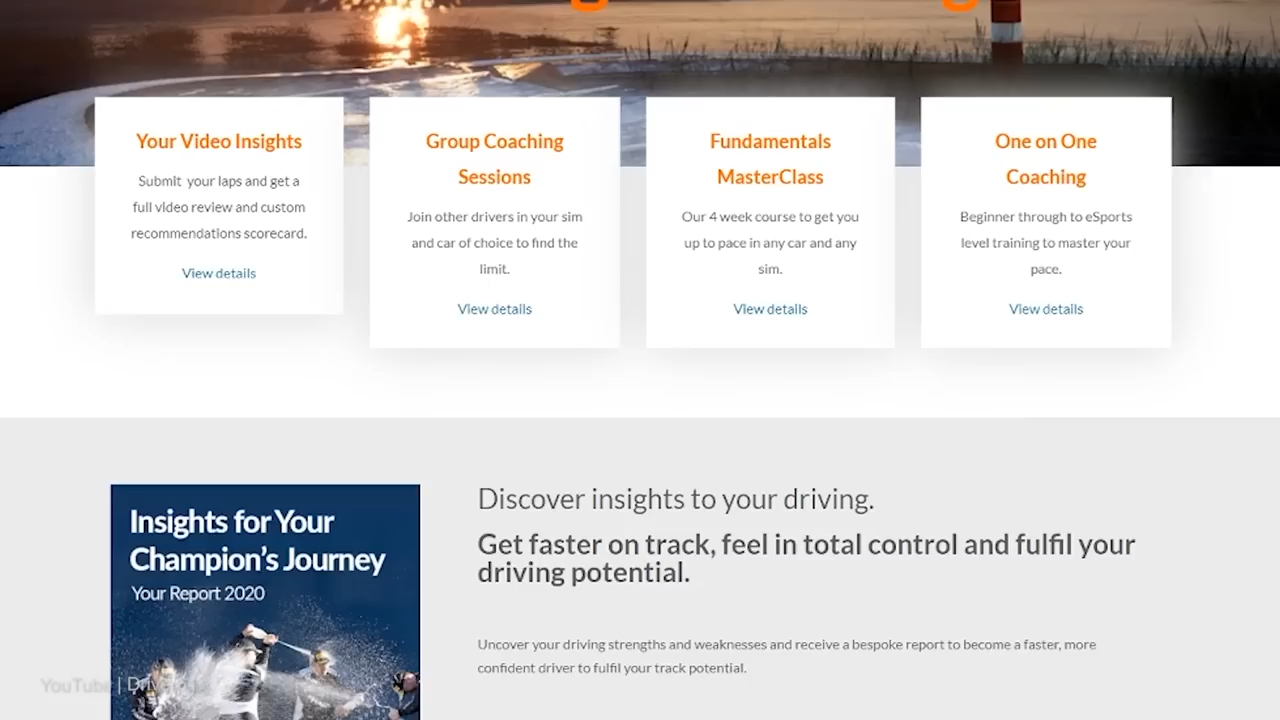 Your Video Insights
Submit your laps and get a
full video review and custom
recommendations scorecard.
View details
Group Coaching
Sessions
Join other drivers in your sim
and car of choice to find the
limit.
View details
Fundamentals
MasterClass
Our 4 week course to get you
up to pace in any car and any
sim.
View details
One on One
Coaching
Beginner through to eSports
level training to master your
pace.
View details
Insights for Your
Champion's Journey
Your Report 2020
Discover insights to your driving.
Get faster on track, feel in total control and fulfil your
driving potential.
Uncover your driving strengths and weaknesses and receive a bespoke report to become a faster, more
confident driver to fulfil your track potential.
YouTube |